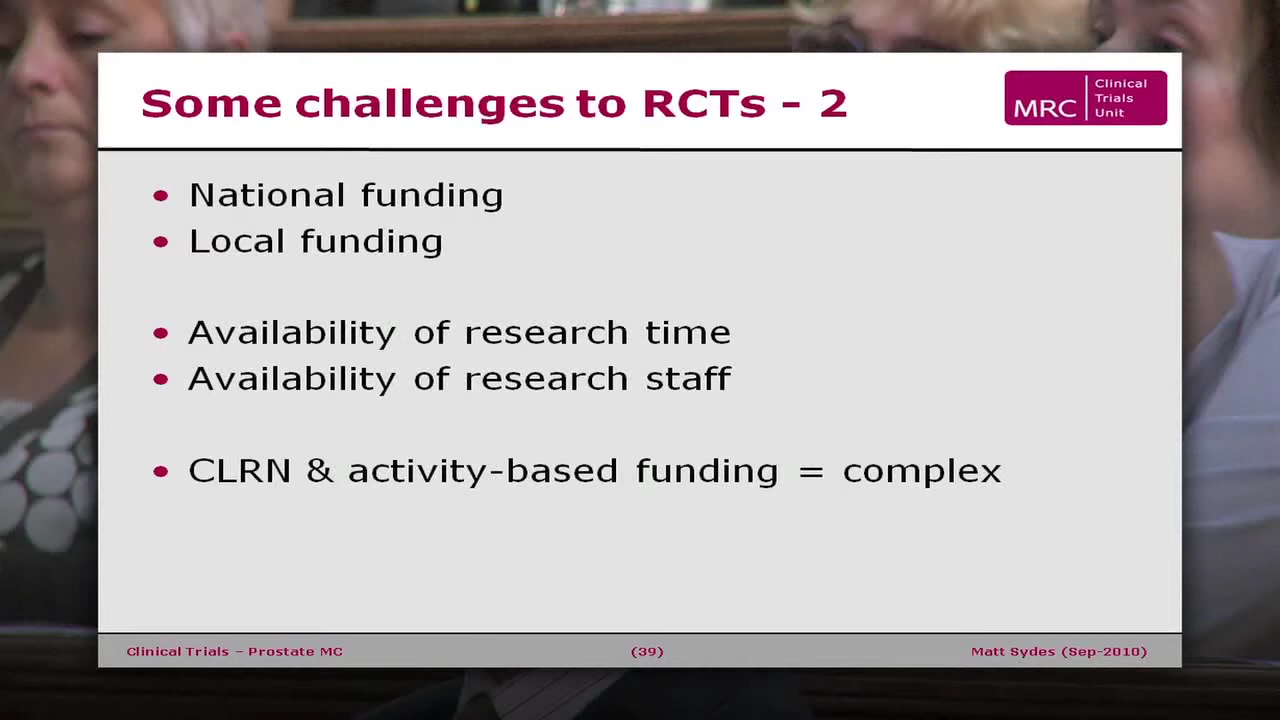 Some challenges to RCTs - 2
MRC
Clinical
Trials
Unit
• National funding
• Local funding
• Availability of research time
• Availability of research staff
• CLRN & activity-based funding = complex
Clinical Trials – Prostate MC
(39)
Matt Sydes (Sep-2010)